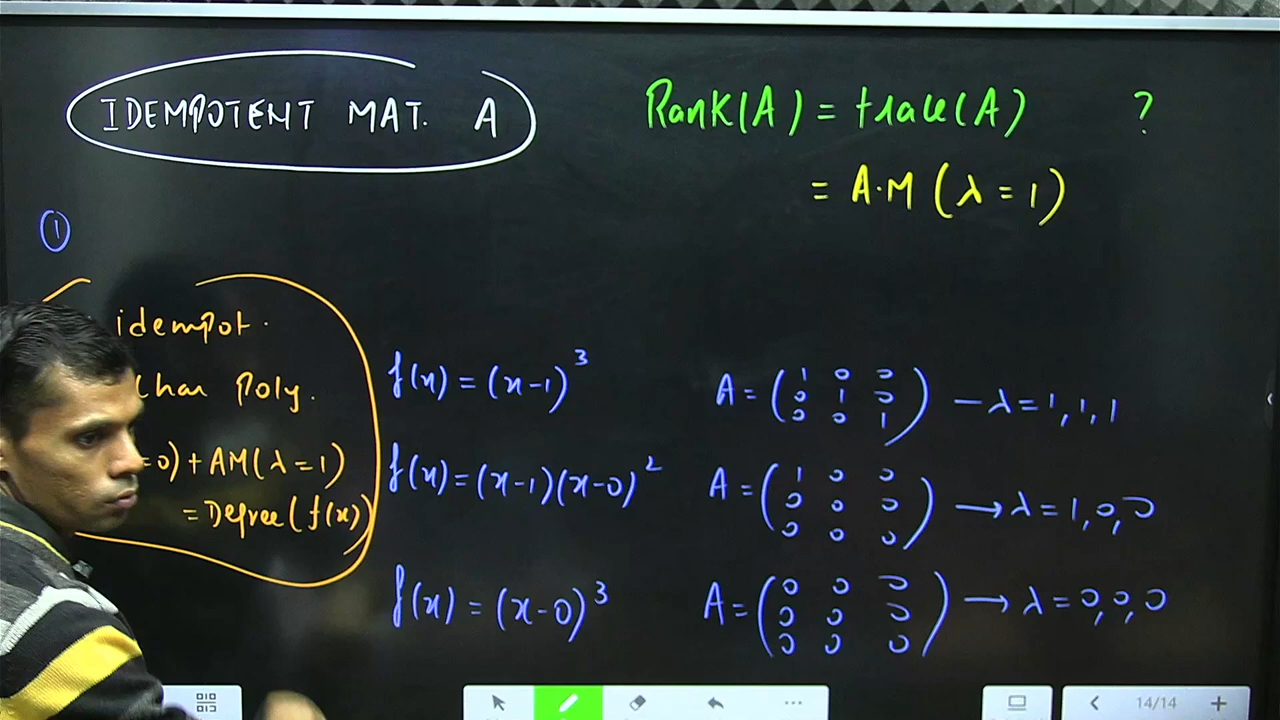 IDEMPOTENT MAT. A
Rank(A) = trace(A) ?
= A.M (λ = 1)
①
idempot.
char poly.
=0) + AM(λ = 1)
= Degree(f(x))
f(x) = (x-1)³
A = (1 0 0
0 1 0
0 0 1) - λ = 1, 1, 1
f(x) = (x-1)(x-0)²
A = (1 0 0
0 0 0
0 0 0) → λ = 1, 0, 0
f(x) = (x-0)³
A = (0 0 0
0 0 0
0 0 0) → λ = 0, 0, 0
14/14